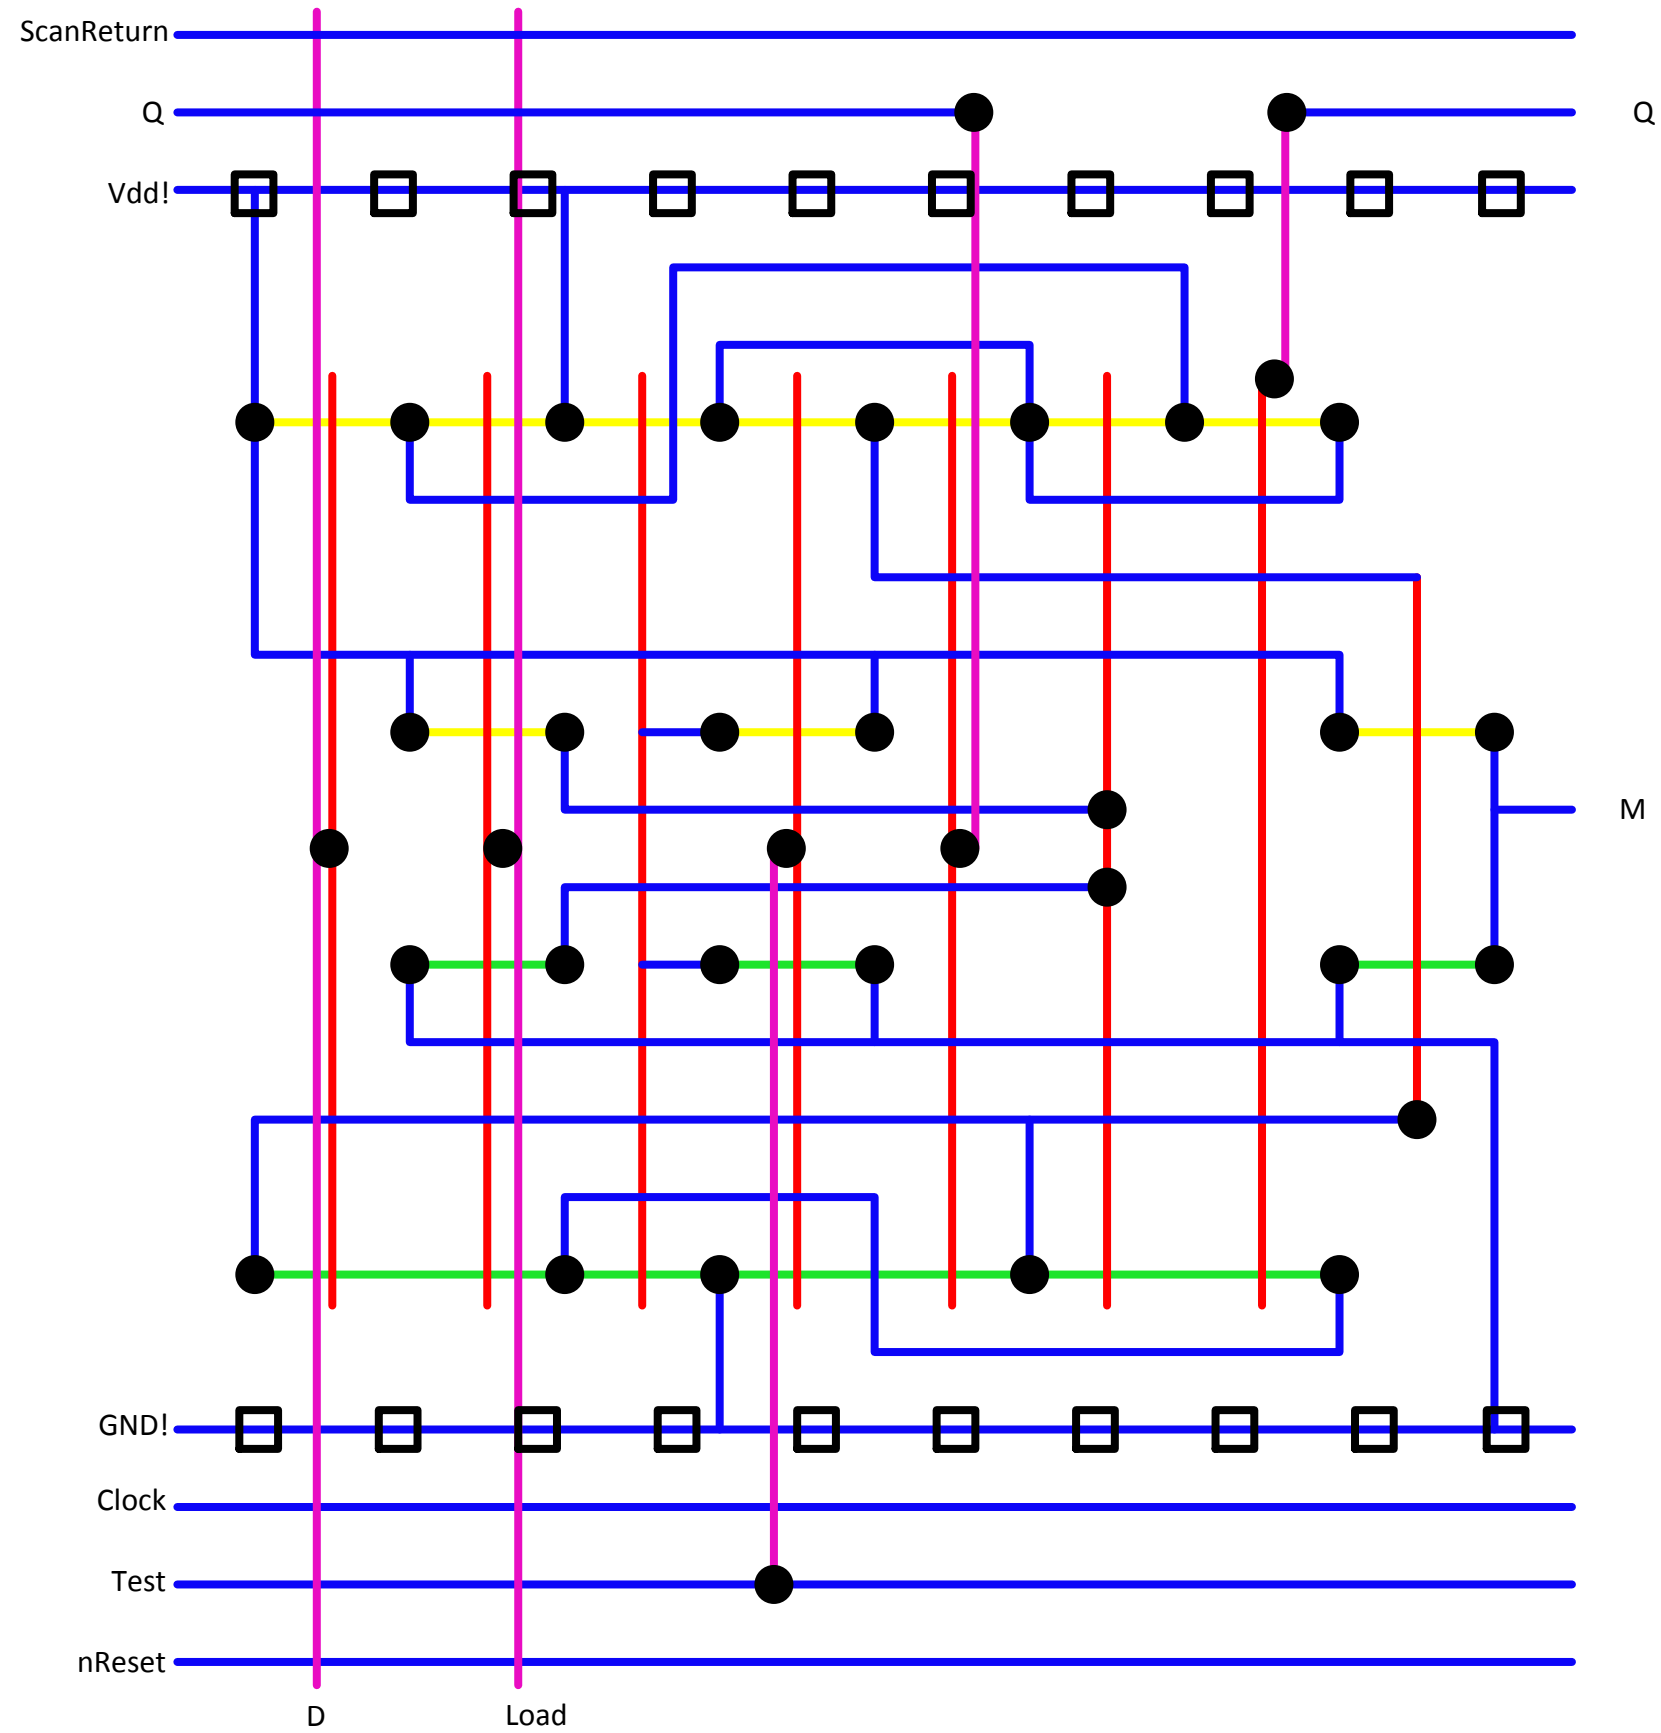 ScanReturn
Q
Q
Vdd!
M
GND!
Clock
Test
nReset
D
Load